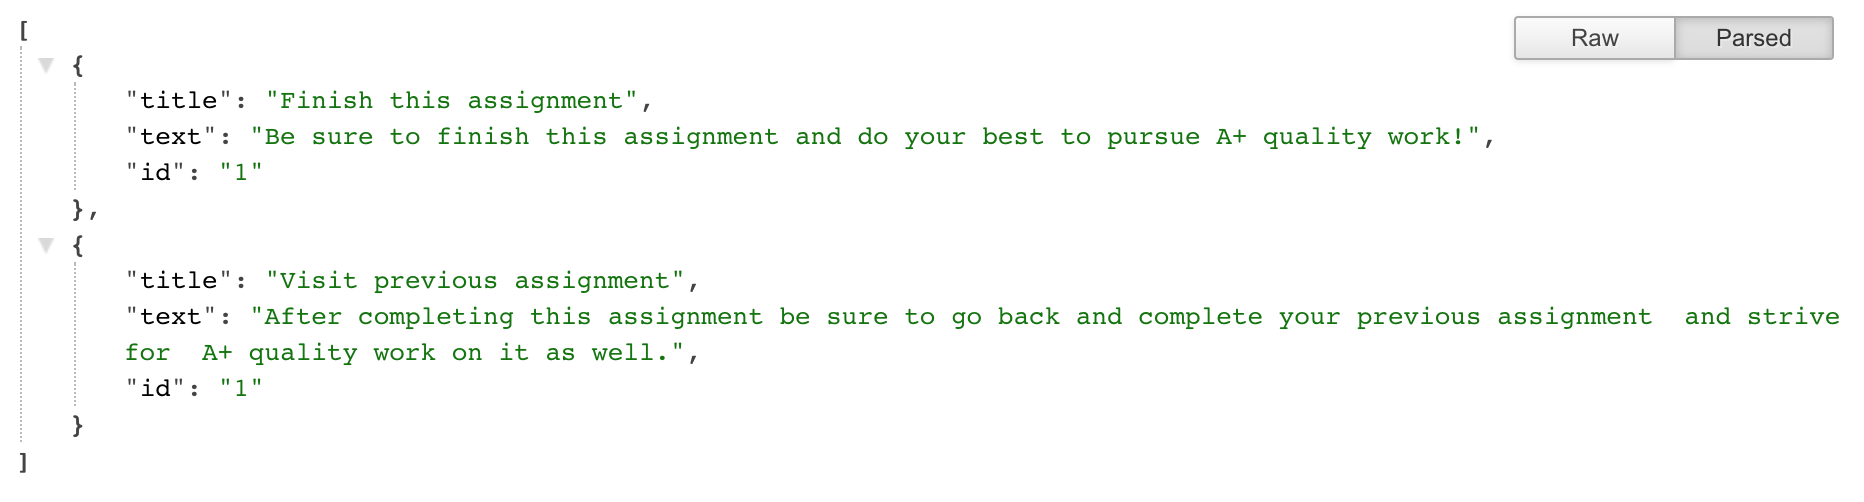 [
Raw Parsed
{
"title": "Finish this assignment",
"text": "Be sure to finish this assignment and do your best to pursue A+ quality work!",
"id": "1"
},
{
"title": "Visit previous assignment",
"text": "After completing this assignment be sure to go back and complete your previous assignment  and strive
for  A+ quality work on it as well.",
"id": "1"
}
]